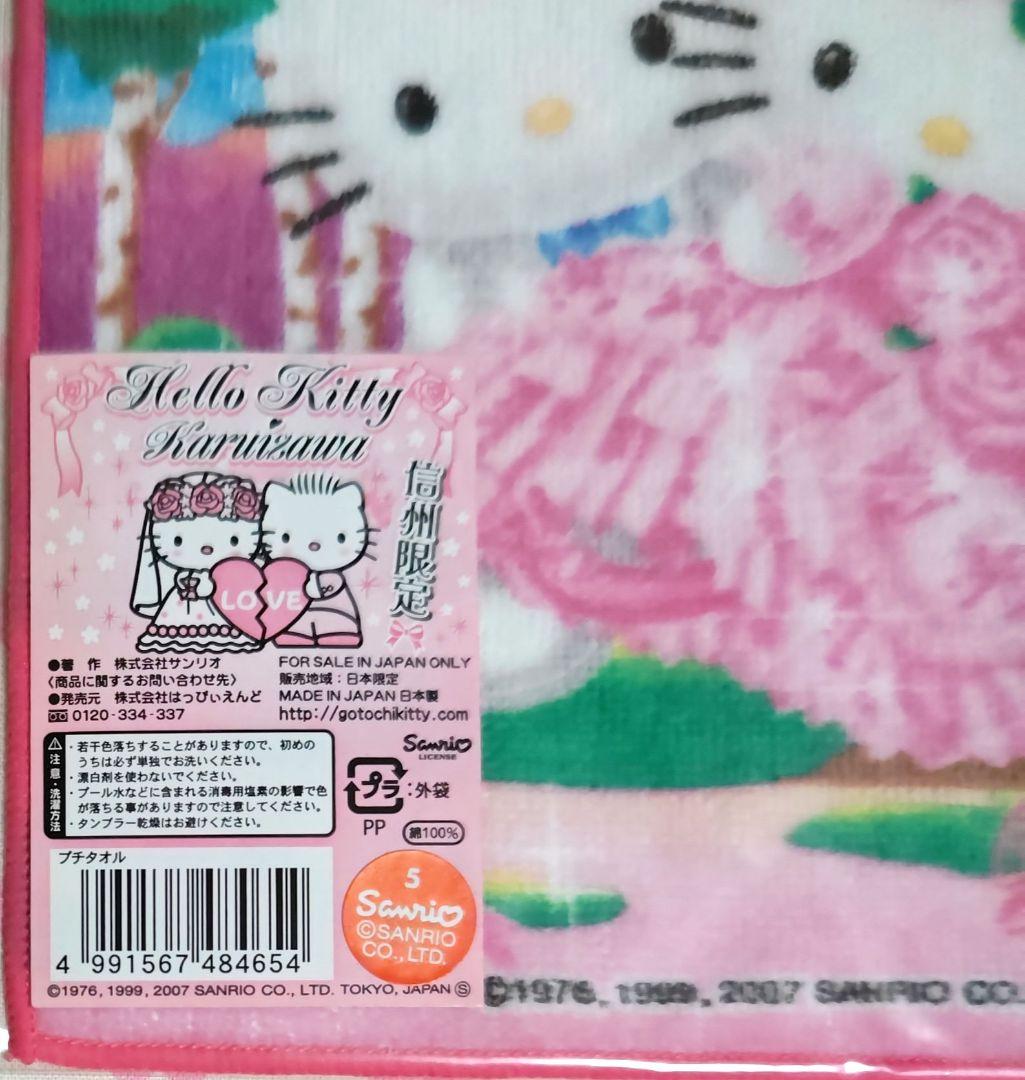 Hello Kitty
Karuizawa
信州限定
LOVE
●著 作 株式会社サンリオ
〈商品に関するお問い合わせ先〉
●発売元 株式会社はっぴぃえんど
0120-334-337
FOR SALE IN JAPAN ONLY
販売地域：日本限定
MADE IN JAPAN 日本製
http://gotochikitty.com
注意・洗濯方法
・若干色落ちすることがありますので、初めの
うちは必ず単独でお洗いください。
・漂白剤を使わないでください。
・プール水などに含まれる消毒用塩素の影響で色
が落ちる事がありますので注意してください。
・タンブラー乾燥はお避けください。
Sanrio
LICENSE
プラ：外袋
PP
綿100%
プチタオル
4 991567 484654
5
Sanrio
©SANRIO
CO., LTD.
©1976, 1999, 2007 SANRIO CO., LTD. TOKYO, JAPAN Ⓢ
©1976, 1999, 2007 SANRIO CO.